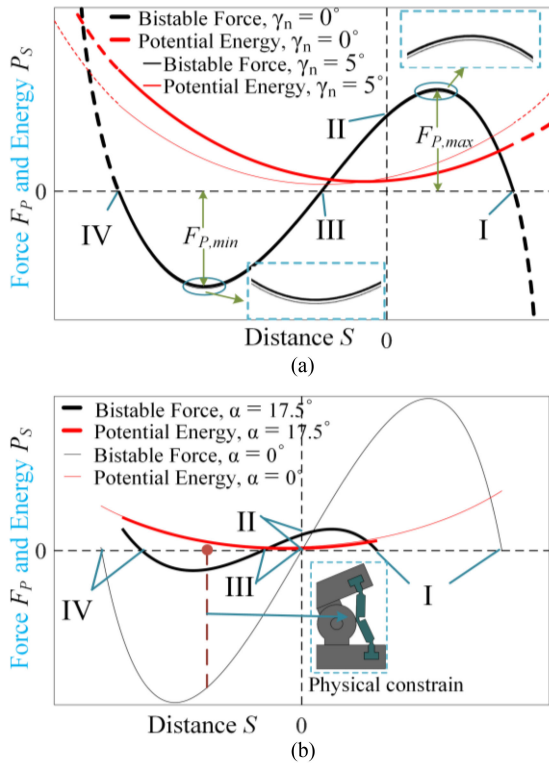 Bistable Force, γn = 0°
Potential Energy, γn = 0°
Bistable Force, γn = 5°
Potential Energy, γn = 5°
II
FP,max
0
IV
FP,min
III
I
Force FP and Energy PS
Distance S
0
(a)
Bistable Force, α = 17.5°
Potential Energy, α = 17.5°
Bistable Force, α = 0°
Potential Energy, α = 0°
II
0
IV
III
I
Physical constrain
Force FP and Energy PS
Distance S
0
(b)